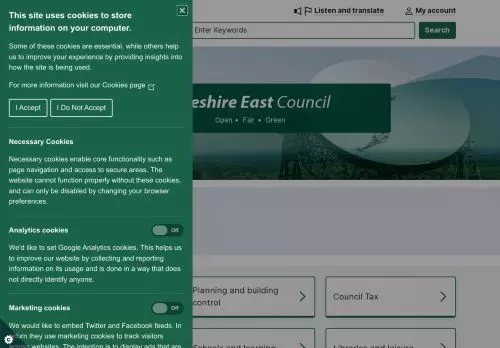 This site uses cookies to store
information on your computer.
Some of these cookies are essential, while others help
us to improve your experience by providing insights into
how the site is being used.
For more information visit our Cookies page
I Accept
I Do Not Accept
Necessary Cookies
Necessary cookies enable core functionality such as
page navigation and access to secure areas. The
website cannot function properly without these cookies,
and can only be disabled by changing your browser
preferences.
Analytics cookies
Off
We'd like to set Google Analytics cookies. This helps us
to improve our website by collecting and reporting
information on its usage and is done in a way that does
not directly identify anyone.
Marketing cookies
Off
We would like to embed Twitter and Facebook feeds. In
return they use marketing cookies to track visitors
across websites. The intention is to display ads that are
Listen and translate
My account
Enter Keywords
Search
eshire East Council
Open • Fair • Green
Planning and building
control
Council Tax
Schools and learning
Libraries and leisure